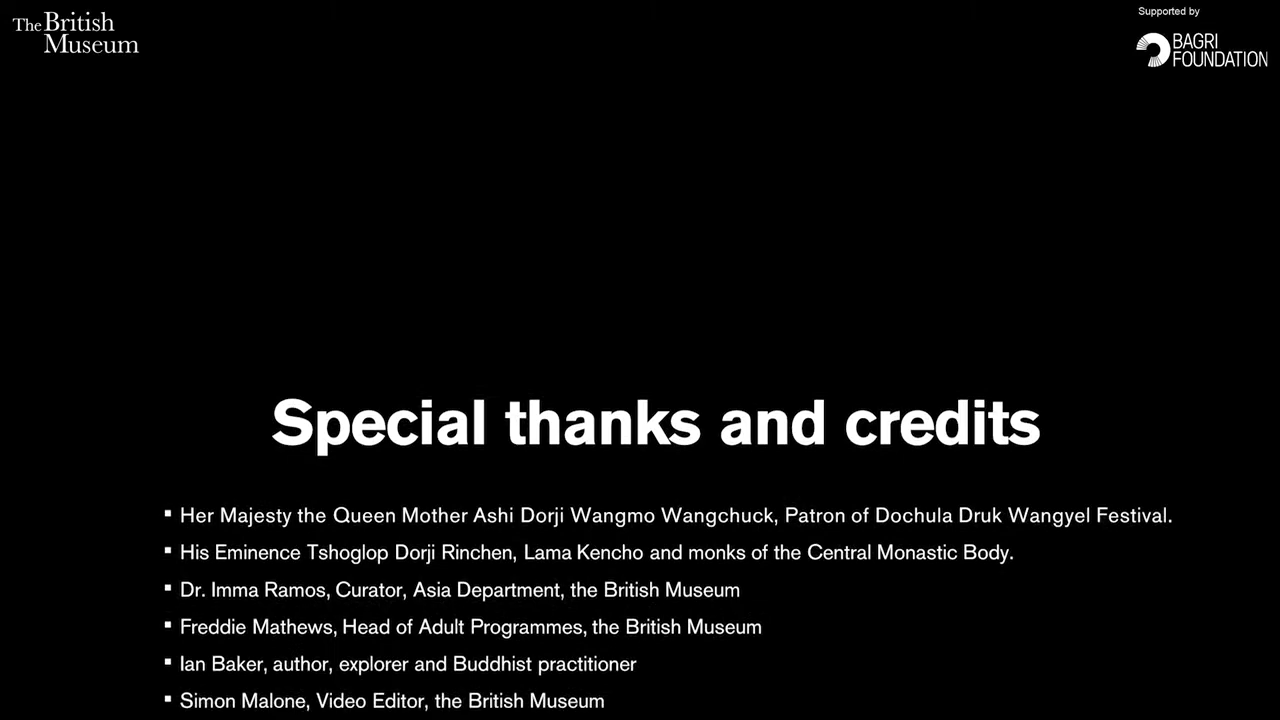 The British
Museum
Supported by
BAGRI
FOUNDATION
Special thanks and credits
▪ Her Majesty the Queen Mother Ashi Dorji Wangmo Wangchuck, Patron of Dochula Druk Wangyel Festival.
▪ His Eminence Tshoglop Dorji Rinchen, Lama Kencho and monks of the Central Monastic Body.
▪ Dr. Imma Ramos, Curator, Asia Department, the British Museum
▪ Freddie Mathews, Head of Adult Programmes, the British Museum
▪ Ian Baker, author, explorer and Buddhist practitioner
▪ Simon Malone, Video Editor, the British Museum